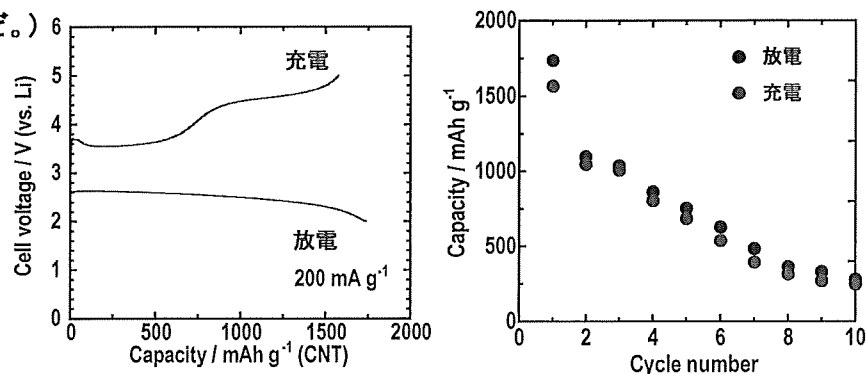 ぞ。)
6
5
4
3
2
1
0
Cell voltage / V (vs. Li)
充電
放電
200 mA g⁻¹
0
500
1000
1500
2000
Capacity / mAh g⁻¹ (CNT)
2000
1500
1000
500
0
Capacity / mAh g⁻¹
放電
充電
0
2
4
6
8
10
Cycle number